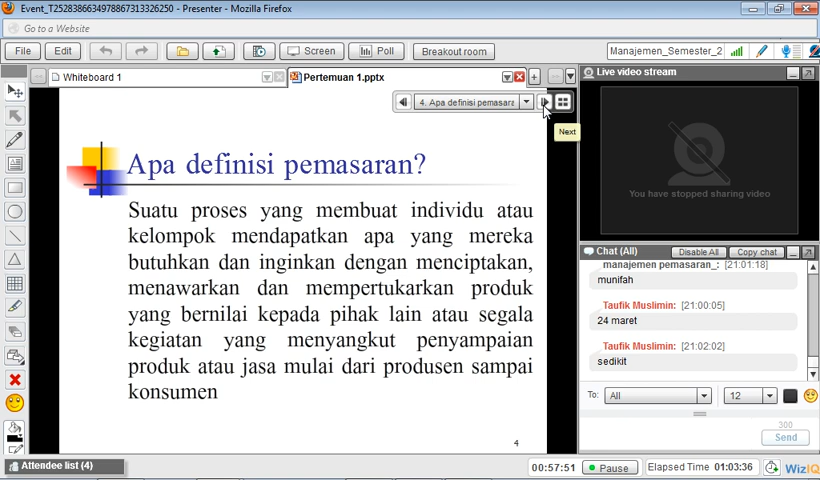 Event_T2528386634978867313326250 - Presenter - Mozilla Firefox
Go to a Website
File Edit Screen Poll Breakout room Manajemen_Semester_2
Whiteboard 1 Pertemuan 1.pptx
4. Apa definisi pemasara
Next
Apa definisi pemasaran?
Suatu proses yang membuat individu atau
kelompok mendapatkan apa yang mereka
butuhkan dan inginkan dengan menciptakan,
menawarkan dan mempertukarkan produk
yang bernilai kepada pihak lain atau segala
kegiatan yang menyangkut penyampaian
produk atau jasa mulai dari produsen sampai
konsumen
4
Live video stream
You have stopped sharing video
Chat (All) Disable All Copy chat
manajemen pemasaran_: [21:01:18]
munifah
Taufik Muslimin: [21:00:05]
24 maret
Taufik Muslimin: [21:02:02]
sedikit
To: All 12
300
Send
Attendee list (4)
00:57:51 Pause Elapsed Time 01:03:36 WizIQ